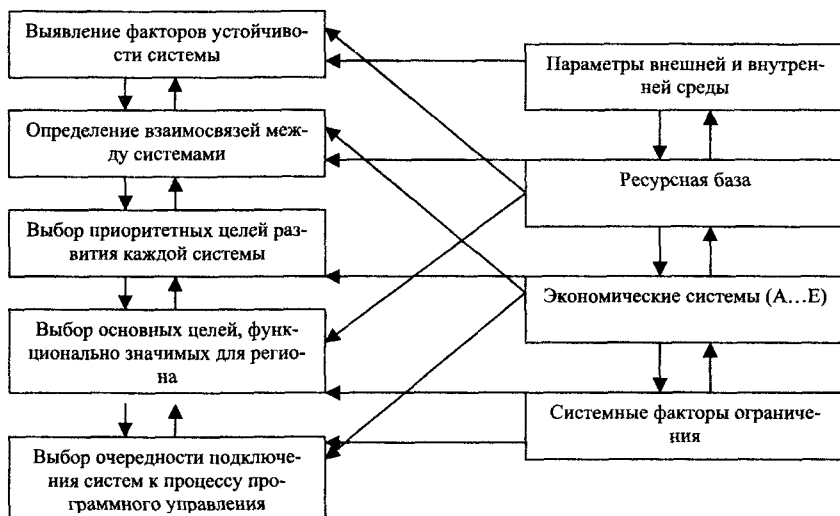 Выявление факторов устойчиво-
сти системы
Определение взаимосвязей меж-
ду системами
Выбор приоритетных целей раз-
вития каждой системы
Выбор основных целей, функ-
ционально значимых для регио-
на
Выбор очередности подключе-
ния систем к процессу про-
граммного управления
Параметры внешней и внутрен-
ней среды
Ресурсная база
Экономические системы (А...Е)
Системные факторы ограниче-
ния